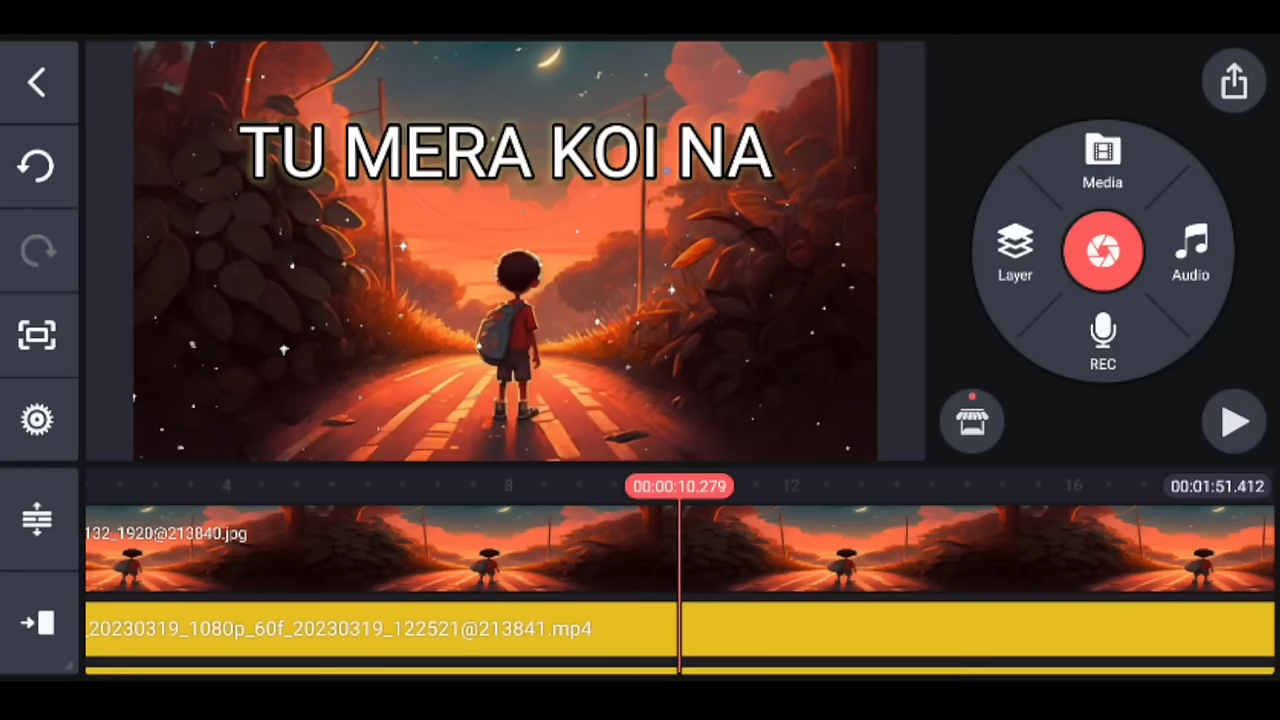 TU MERA KOI NA
Media
Layer
Audio
REC
4
8
00:00:10.279
12
16
00:01:51.412
132_1920@213840.jpg
_20230319_1080p_60f_20230319_122521@213841.mp4